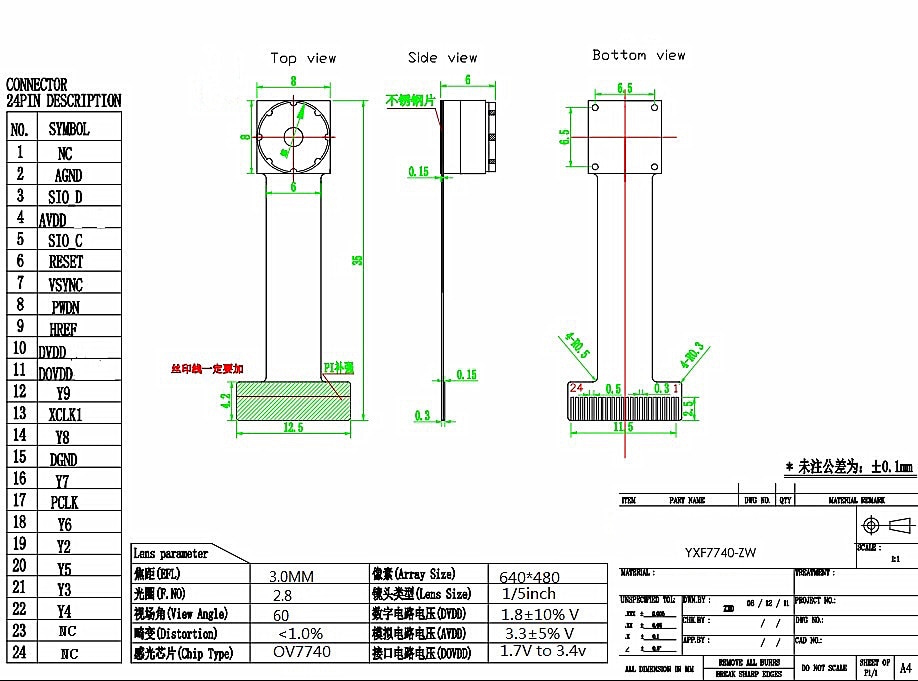 Top view
Side view
Bottom view
CONNECTOR
24PIN DESCRIPTION
NO. SYMBOL
1 NC
2 AGND
3 SIO_D
4 AVDD
5 SIO_C
6 RESET
7 VSYNC
8 PWDN
9 HREF
10 DVDD
11 DOVDD
12 Y9
13 XCLK1
14 Y8
15 DGND
16 Y7
17 PCLK
18 Y6
19 Y2
20 Y5
21 Y3
22 Y4
23 NC
24 NC
8
8
6
35
丝印线一定要加
PI补强
4.2
12.5
6
不锈钢片
0.15
0.15
0.3
6.5
6.5
4-R0.5
4-R0.3
24
0.5
0.3
1
2.5
11.5
* 未注公差为: ±0.1mm
Lens parameter
焦距(EFL) 3.0MM 像素(Array Size) 640*480
光圈(F.NO) 2.8 镜头类型(Lens Size) 1/5inch
视场角(View Angle) 60 数字电路电压(DVDD) 1.8±10% V
畸变(Distortion) <1.0% 模拟电路电压(AVDD) 3.3±5% V
感光芯片(Chip Type) OV7740 接口电路电压(DOVDD) 1.7V to 3.4v
ITEM PART NAME DWG NO. QTY MATERIAL REMARK
YXF7740-ZW
SCALE :
1:1
MATERIAL : TREATMENT :
UNSPECIFIED TOL: DWN.BY : PROJECT NO.:
.XXX ±
.XX ±
.X ± 0.1
∠ ±
CHK.BY : / / DWG NO.:
APP.BY : / / CAD NO.:
ALL DIMENSION IN MM
REMOVE ALL BURRS
BREAK SHARP EDGES
DO NOT SCALE
SHEET OF
P1/1
A4